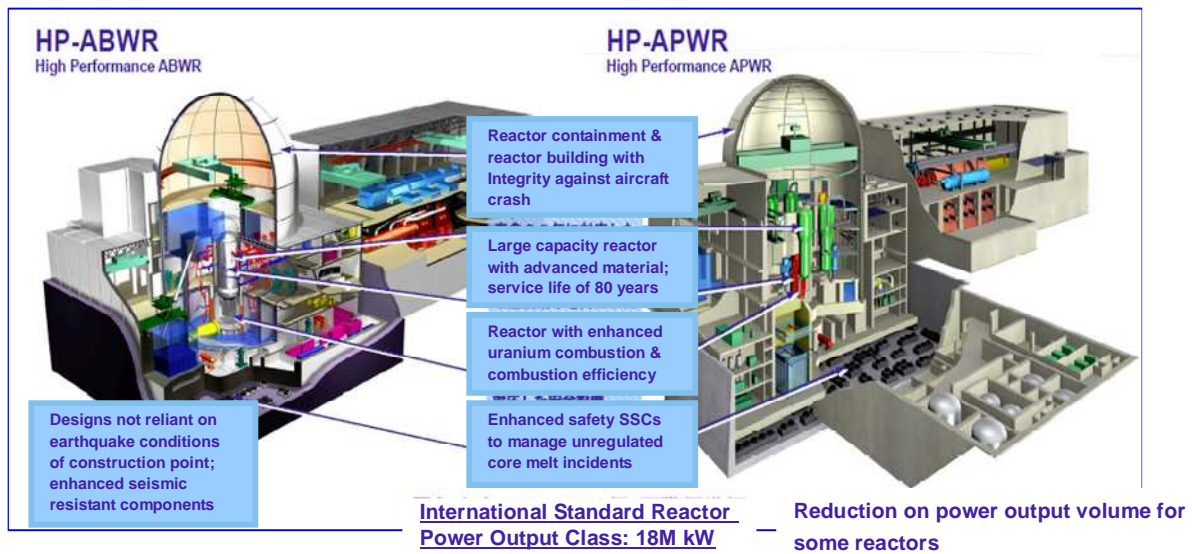 HP-ABWR
High Performance ABWR
HP-APWR
High Performance APWR
Reactor containment &
reactor building with
Integrity against aircraft
crash
Large capacity reactor
with advanced material;
service life of 80 years
Reactor with enhanced
uranium combustion &
combustion efficiency
Enhanced safety SSCs
to manage unregulated
core melt incidents
Designs not reliant on
earthquake conditions
of construction point;
enhanced seismic
resistant components
International Standard Reactor
Power Output Class: 18M kW
Reduction on power output volume for
some reactors